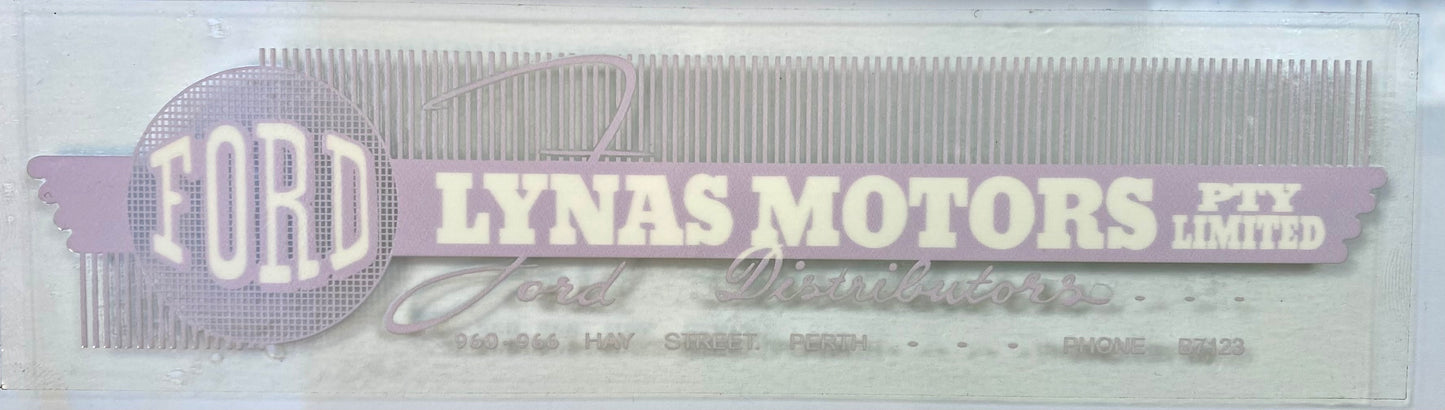 FORD
LYNAS MOTORS PTY LIMITED
Ford Distributors....
960-966 HAY STREET. PERTH . . . . PHONE B7123